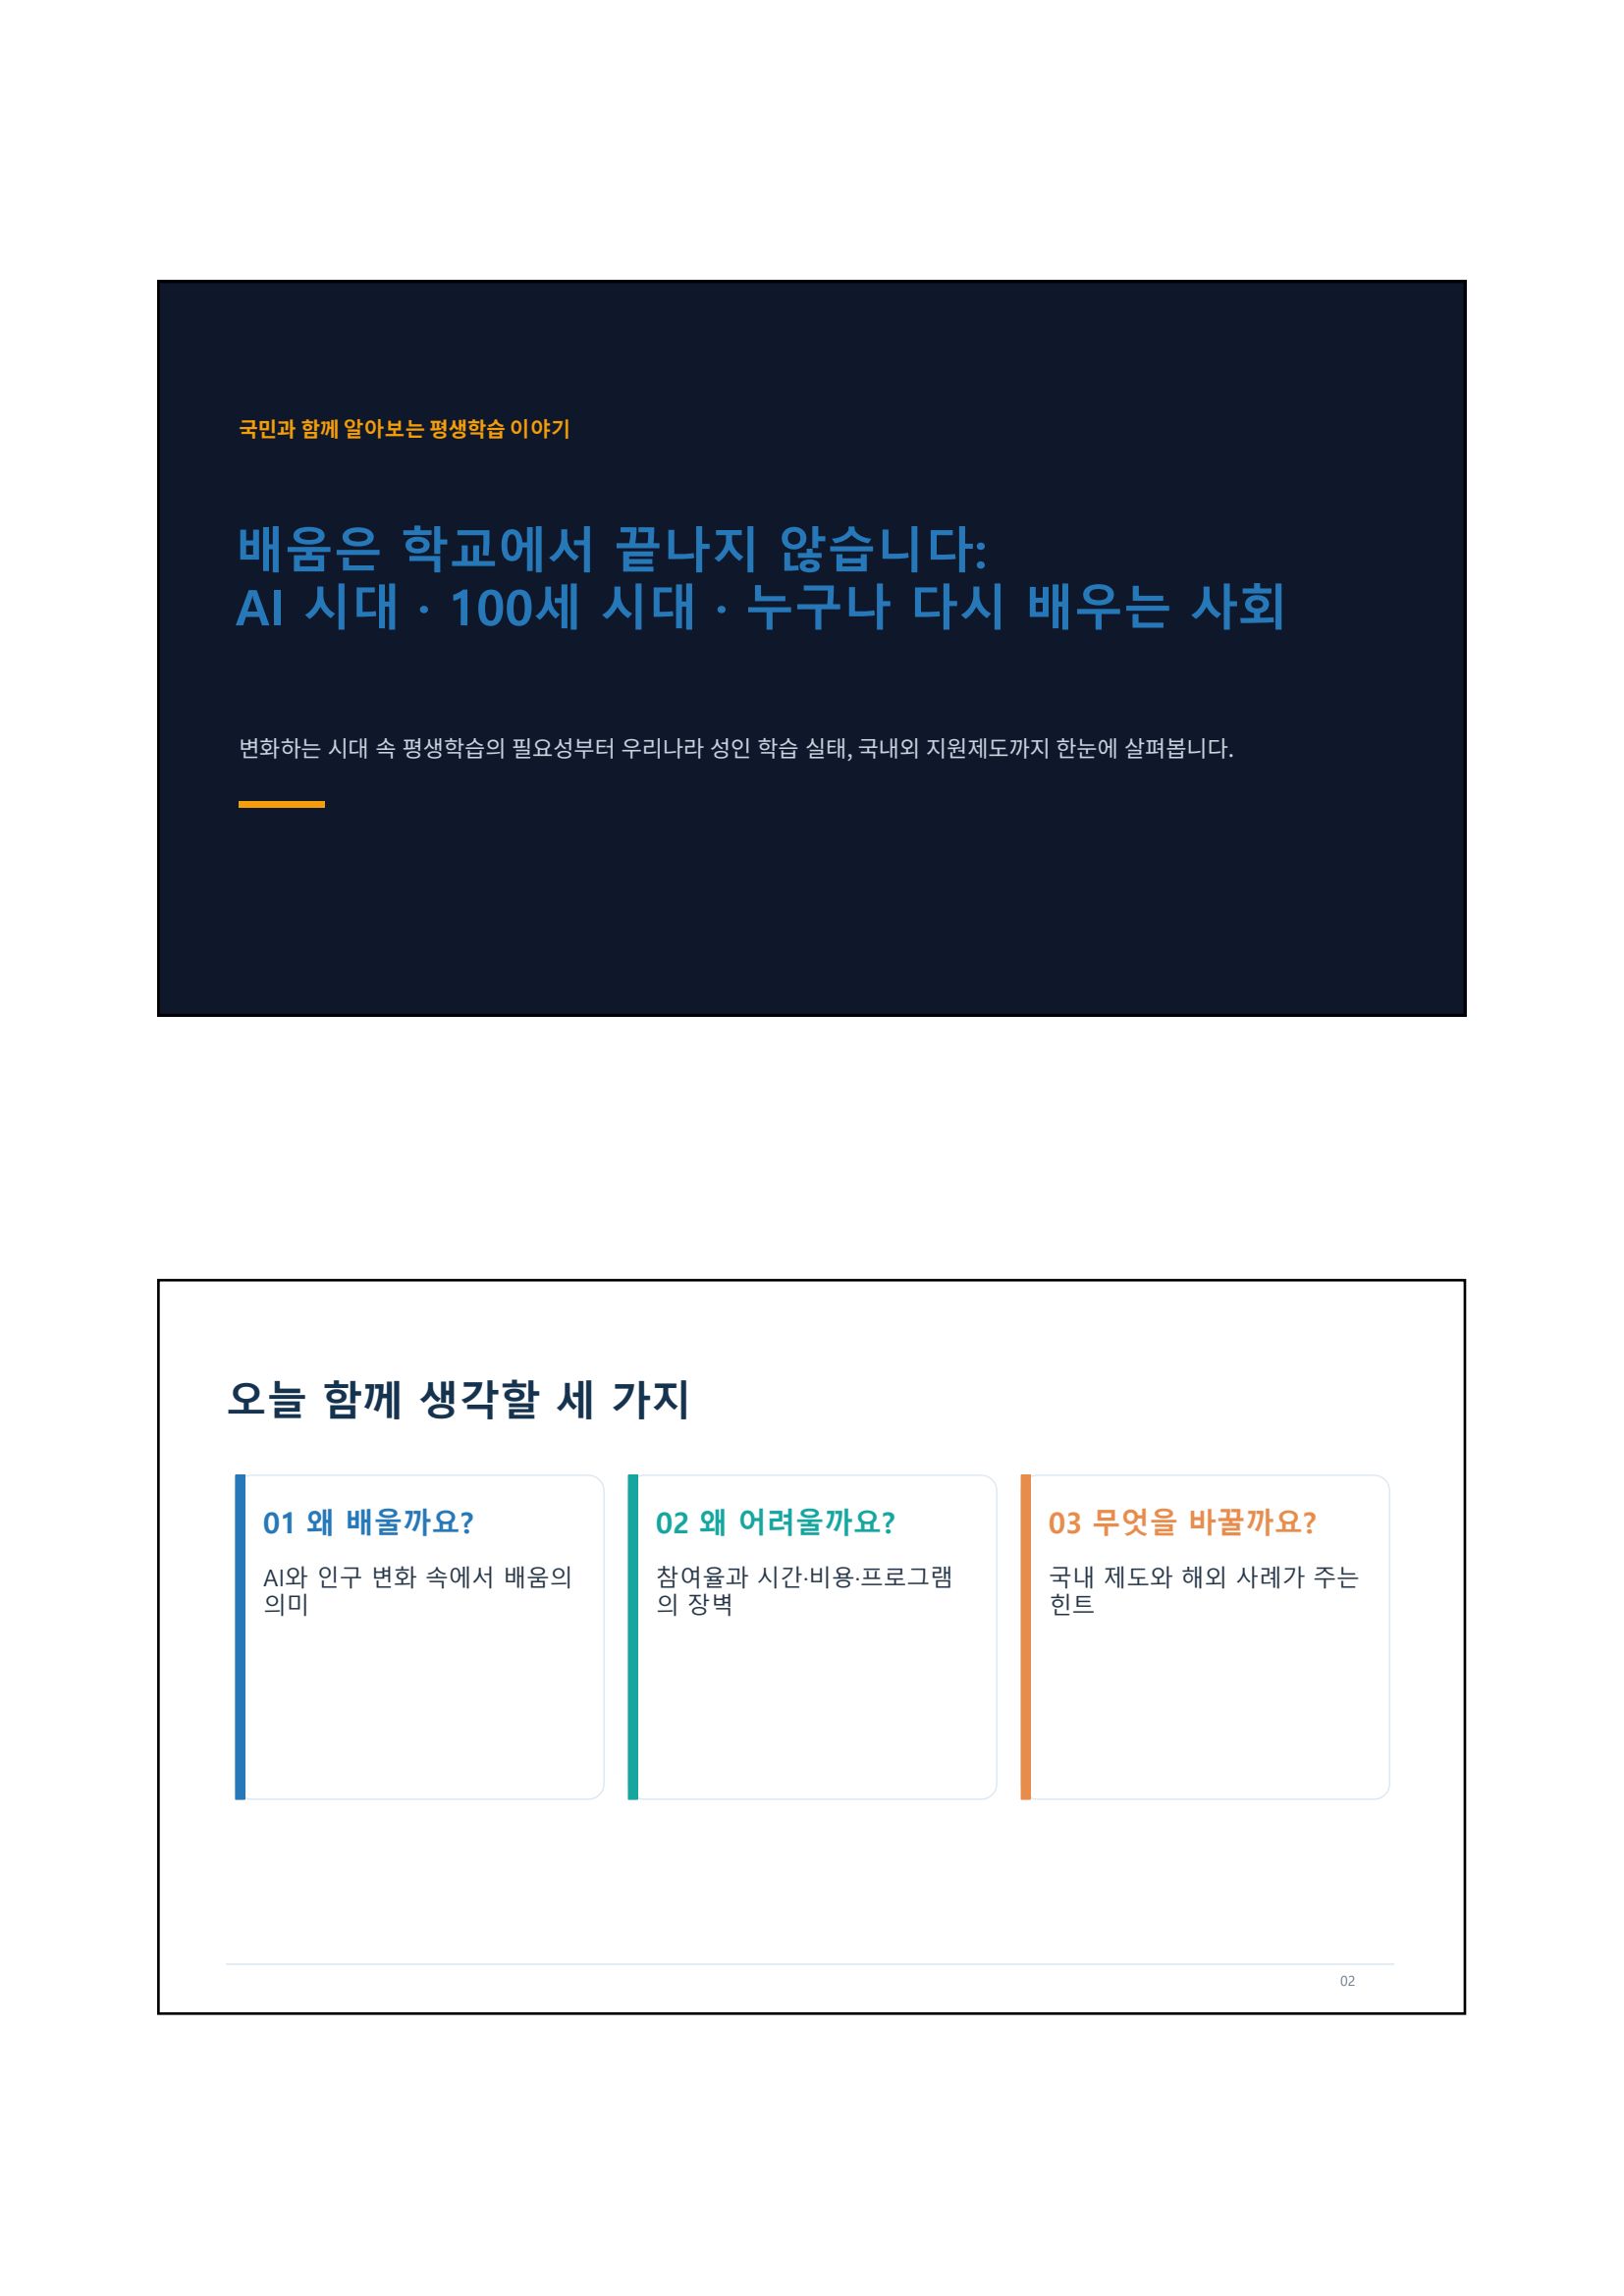 국민과 함께 알아보는 평생학습 이야기
배움은 학교에서 끝나지 않습니다:
AI 시대 · 100세 시대 · 누구나 다시 배우는 사회
변화하는 시대 속 평생학습의 필요성부터 우리나라 성인 학습 실태, 국내외 지원제도까지 한눈에 살펴봅니다.
오늘 함께 생각할 세 가지
01 왜 배울까요?
AI와 인구 변화 속에서 배움의
의미
02 왜 어려울까요?
참여율과 시간·비용·프로그램
의 장벽
03 무엇을 바꿀까요?
국내 제도와 해외 사례가 주는
힌트
02